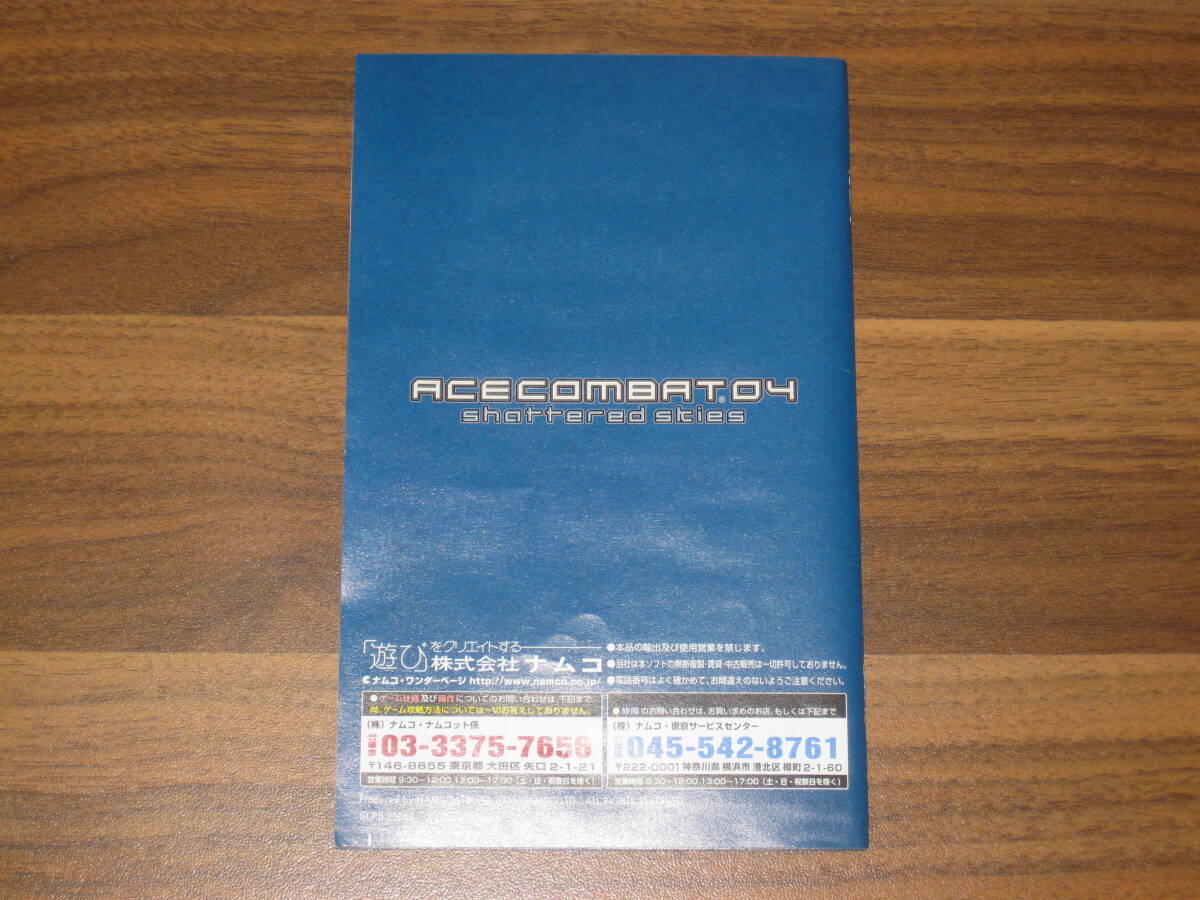 ACECOMBAT®04
shattered skies
「遊び」をクリエイトする
株式会社ナムコ
ナムコ・ワンダーページ http://www.namco.co.jp/
●本品の輸出及び使用営業を禁じます。
●当社は本ソフトの無断複製・賃貸・中古販売は一切許可しておりません。
●電話番号はよく確かめて、お間違えのないようご注意ください。
●ゲーム仕様及び操作についてのお問い合わせは、下記まで
尚、ゲーム攻略方法については一切お答えしておりません。
(株)ナムコ・ナムコット係
東京 03-3375-7656
〒146-8655 東京都 大田区 矢口 2-1-21
営業時間 9:30~12:00 13:00~17:00(土・日・祝祭日を除く)
●故障のお問い合わせは、お買い求めのお店、もしくは下記まで
(株)ナムコ・東京サービスセンター
045-542-8761
〒222-0001 神奈川県 横浜市 港北区 樽町 2-1-60
営業時間 9:30~12:00 13:00~17:00(土・日・祝祭日を除く)
Produced by NAMCO LTD. ALL RIGHTS RESERVED
SLPS